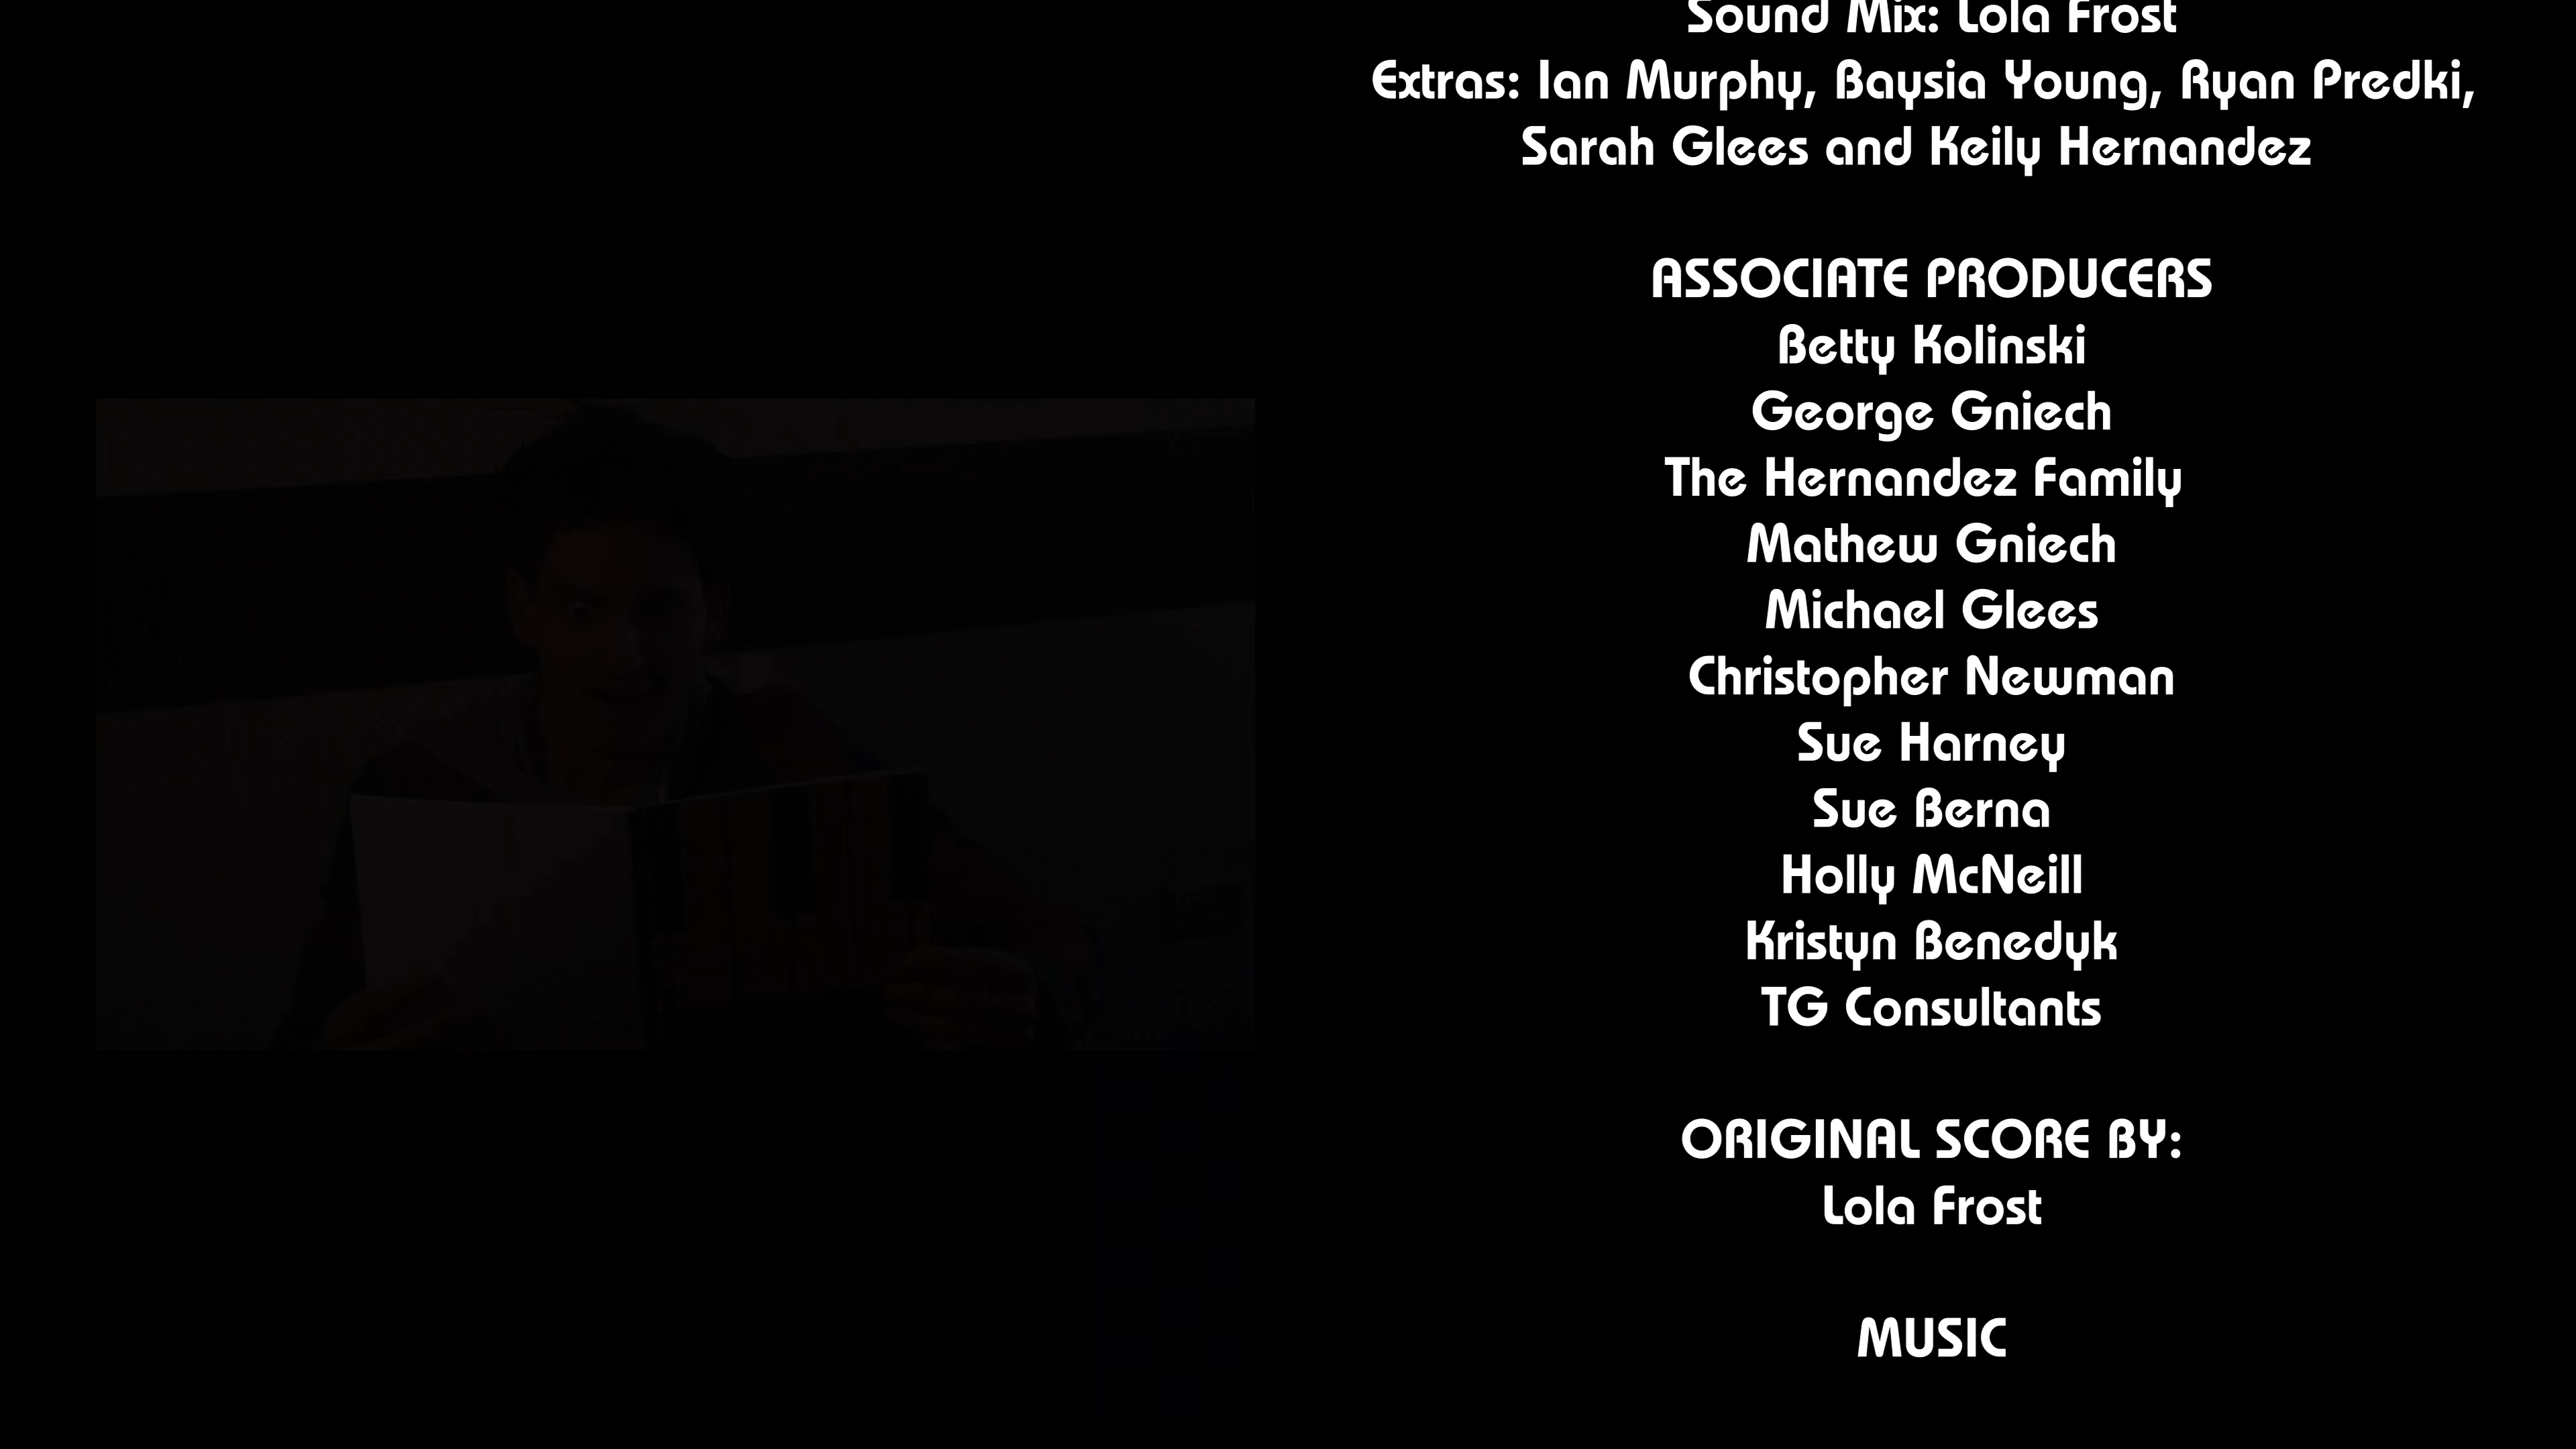 Sound Mix: Lola Frost
Extras: Ian Murphy, Baysia Young, Ryan Predki,
Sarah Glees and Keily Hernandez
ASSOCIATE PRODUCERS
Betty Kolinski
George Gniech
The Hernandez Family
Mathew Gniech
Michael Glees
Christopher Newman
Sue Harney
Sue Berna
Holly McNeill
Kristyn Benedyk
TG Consultants
ORIGINAL SCORE BY:
Lola Frost
MUSIC